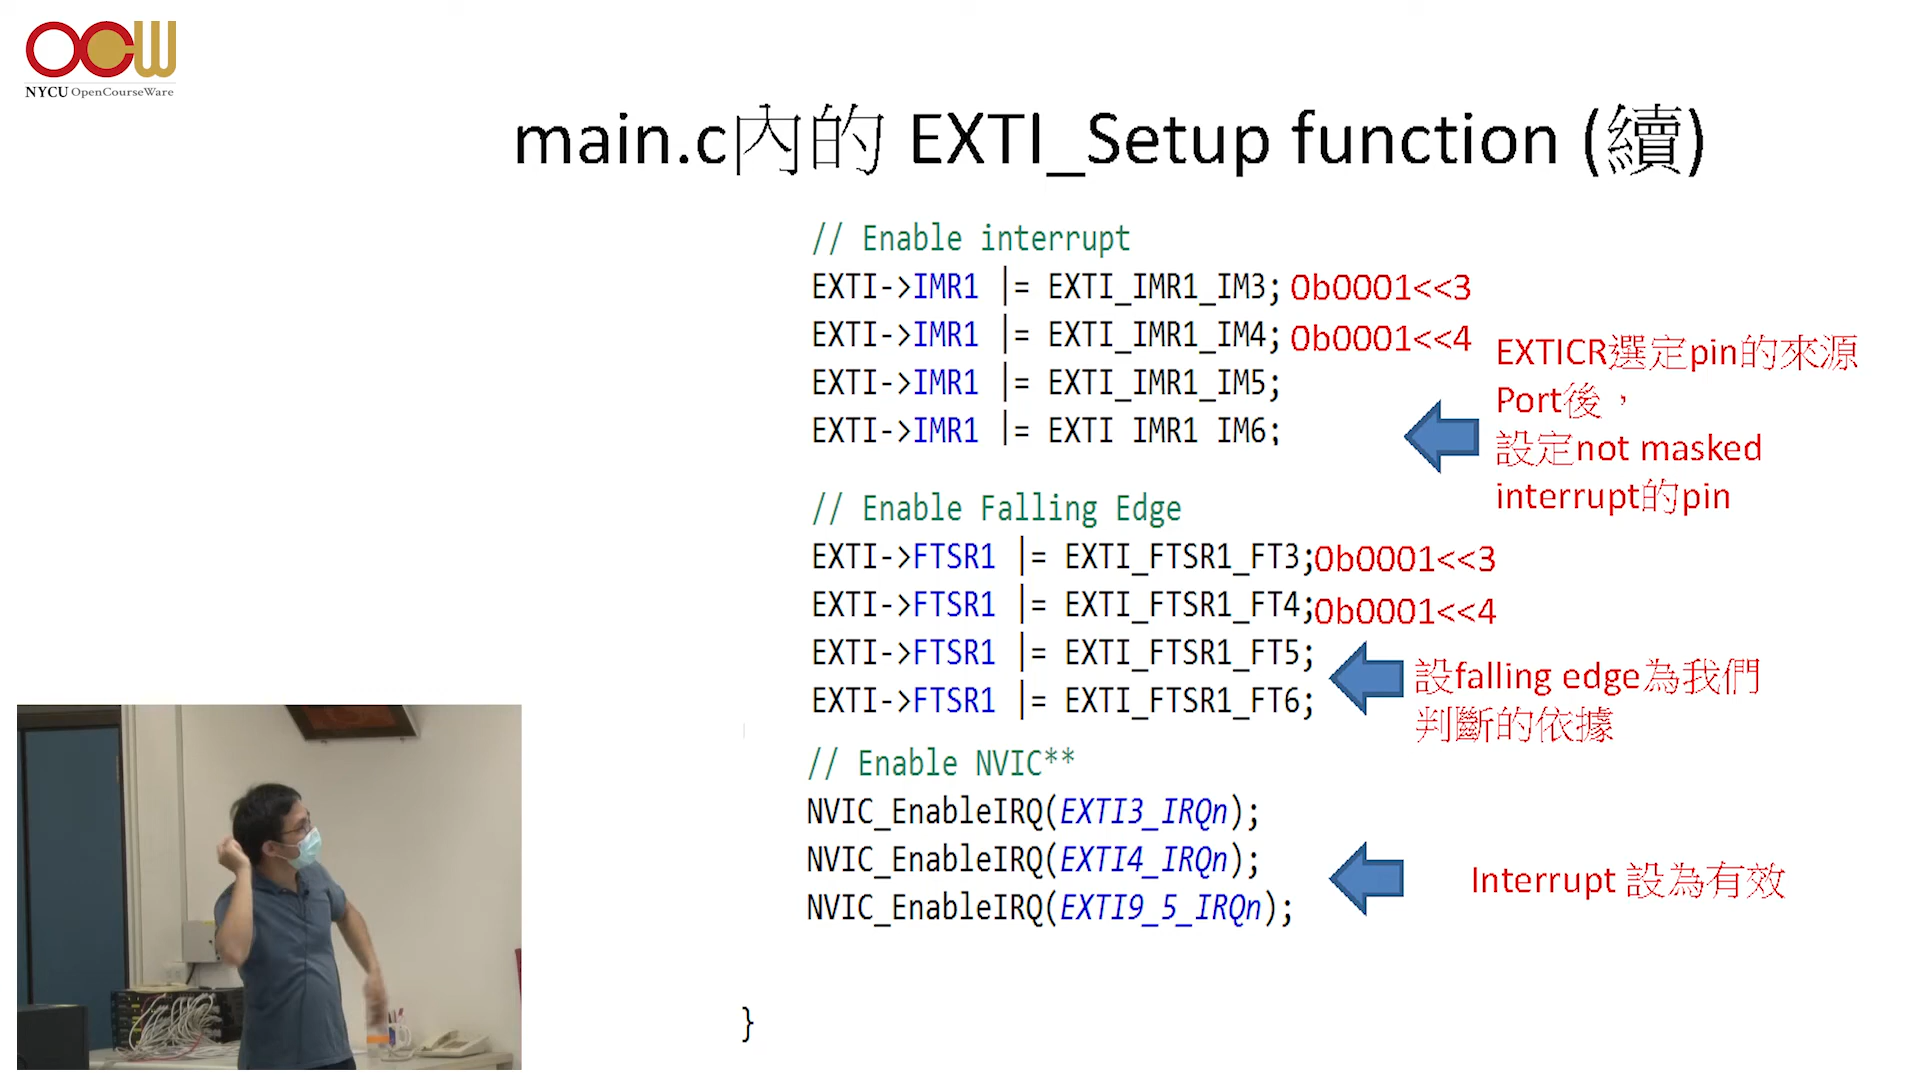 OCW
NYCU OpenCourseWare
main.c內的 EXTI_Setup function (續)
// Enable interrupt
EXTI->IMR1 |= EXTI_IMR1_IM3; 0b0001<<3
EXTI->IMR1 |= EXTI_IMR1_IM4; 0b0001<<4
EXTI->IMR1 |= EXTI_IMR1_IM5;
EXTI->IMR1 |= EXTI IMR1 IM6;
EXTICR選定pin的來源
Port後，
設定not masked
interrupt的pin
// Enable Falling Edge
EXTI->FTSR1 |= EXTI_FTSR1_FT3;0b0001<<3
EXTI->FTSR1 |= EXTI_FTSR1_FT4;0b0001<<4
EXTI->FTSR1 |= EXTI_FTSR1_FT5;
EXTI->FTSR1 |= EXTI_FTSR1_FT6;
設falling edge為我們
判斷的依據
// Enable NVIC**
NVIC_EnableIRQ(EXTI3_IRQn);
NVIC_EnableIRQ(EXTI4_IRQn);
NVIC_EnableIRQ(EXTI9_5_IRQn);
Interrupt 設為有效
}